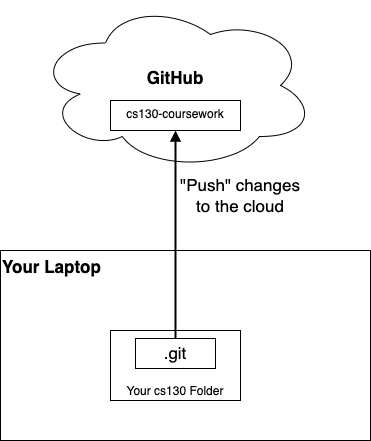 GitHub
cs130-coursework
"Push" changes
to the cloud
Your Laptop
.git
Your cs130 Folder